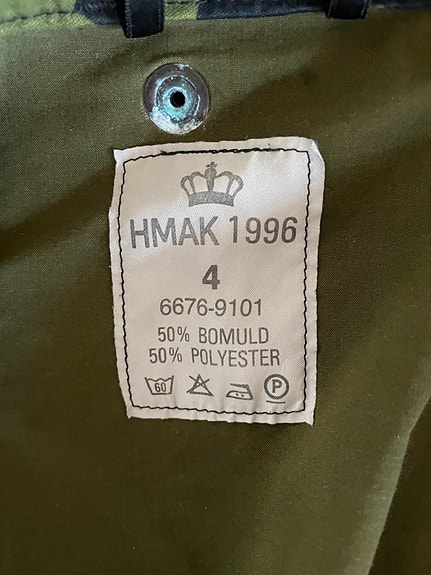 HMAK 1996
4
6676-9101
50% BOMULD
50% POLYESTER
60 P